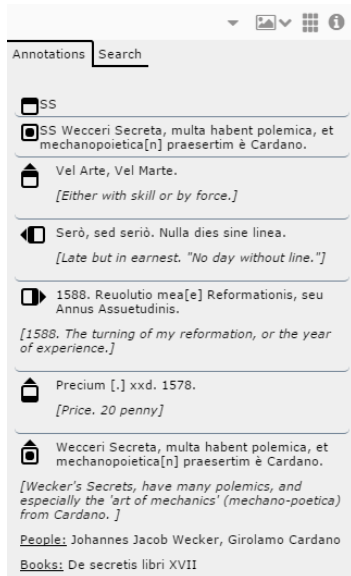 Annotations Search
SS
SS Wecceri Secreta, multa habent polemica, et
mechanopoietica[n] praesertim è Cardano.
Vel Arte, Vel Marte.
[Either with skill or by force.]
Serò, sed seriò. Nulla dies sine linea.
[Late but in earnest. "No day without line."]
1588. Reuolutio mea[e] Reformationis, seu
Annus Assuetudinis.
[1588. The turning of my reformation, or the year
of experience.]
Precium [.] xxd. 1578.
[Price. 20 penny]
Wecceri Secreta, multa habent polemica, et
mechanopoietica[n] praesertim è Cardano.
[Wecker's Secrets, have many polemics, and
especially the 'art of mechanics' (mechano-poetica)
from Cardano. ]
People: Johannes Jacob Wecker, Girolamo Cardano
Books: De secretis libri XVII